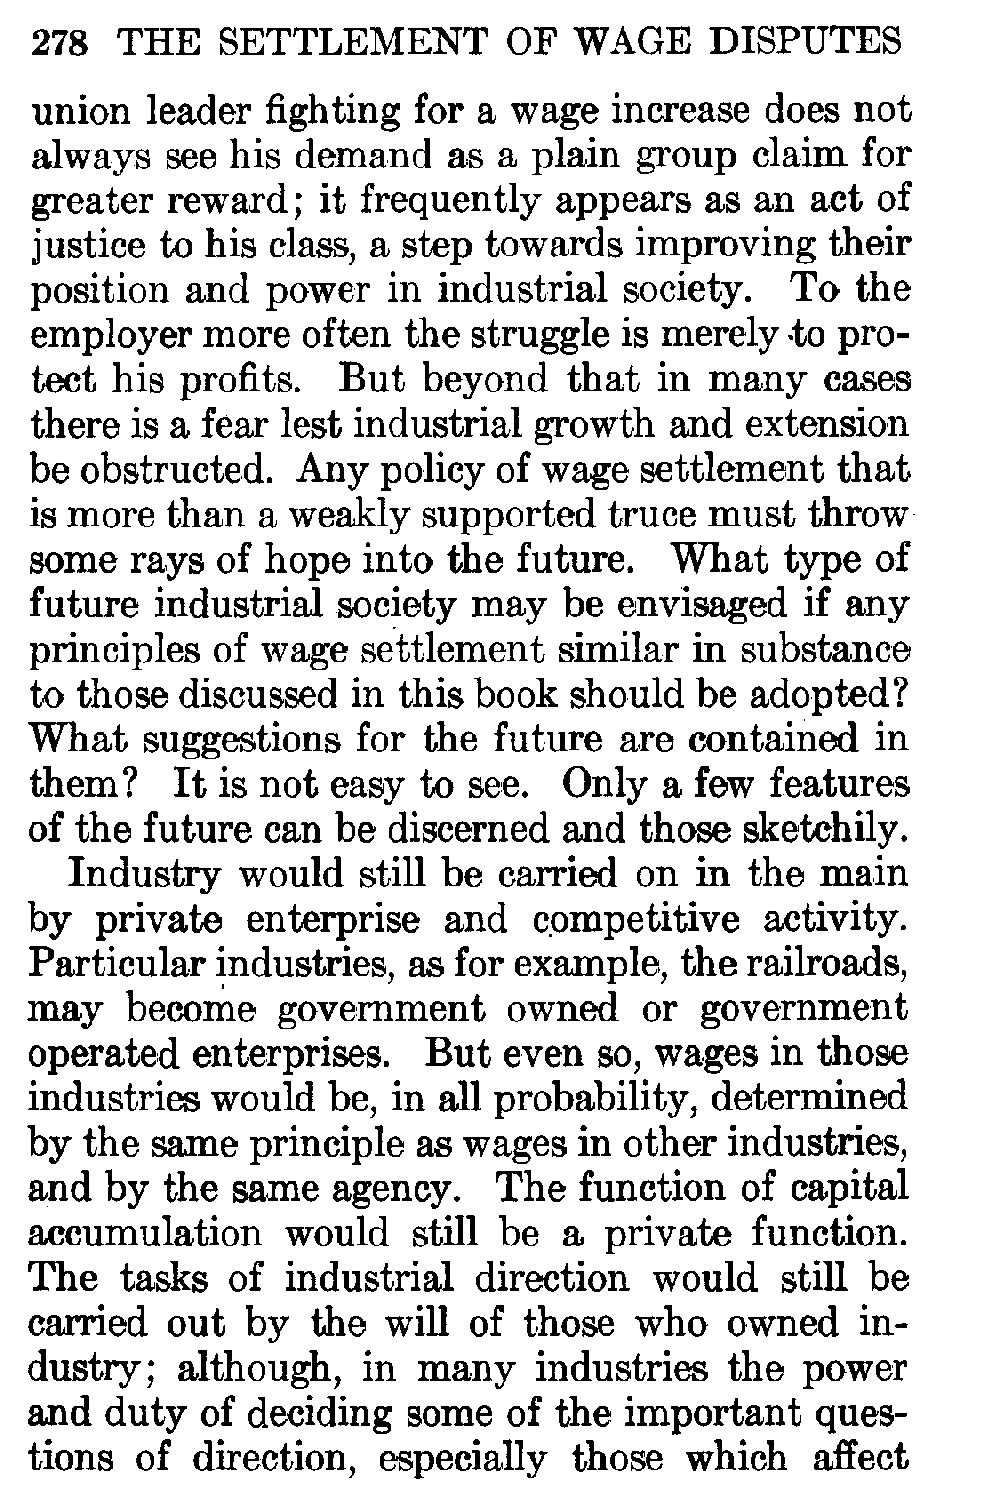 278 THE SETTLEMENT OF WAGE DISPUTES
union leader fighting for a wage increase does not
always see his demand as a plain group claim for
greater reward; it frequently appears as an act of
justice to his class, a step towards improving their
position and power in industrial society. To the
employer more often the struggle is merely to pro-
tect his profits. But beyond that in many cases
there is a fear lest industrial growth and extension
be obstructed. Any policy of wage settlement that
is more than a weakly supported truce must throw
some rays of hope into the future. What type of
future industrial society may be envisaged if any
principles of wage settlement similar in substance
to those discussed in this book should be adopted?
What suggestions for the future are contained in
them? It is not easy to see. Only a few features
of the future can be discerned and those sketchily.
Industry would still be carried on in the main
by private enterprise and competitive activity.
Particular industries, as for example, the railroads,
may become government owned or government
operated enterprises. But even so, wages in those
industries would be, in all probability, determined
by the same principle as wages in other industries,
and by the same agency. The function of capital
accumulation would still be a private function.
The tasks of industrial direction would still be
carried out by the will of those who owned in-
dustry; although, in many industries the power
and duty of deciding some of the important ques-
tions of direction, especially those which affect